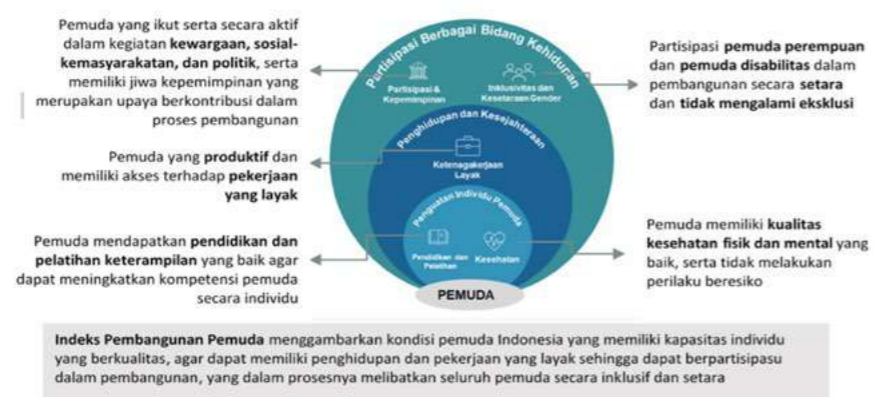 Pemuda yang ikut serta secara aktif
dalam kegiatan kewargaan, sosial-
kemasyarakatan, dan politik, serta
memiliki jiwa kepemimpinan yang
merupakan upaya berkontribusi dalam
proses pembangunan
Pemuda yang produktif dan
memiliki akses terhadap pekerjaan
yang layak
Pemuda mendapatkan pendidikan dan
pelatihan keterampilan yang baik agar
dapat meningkatkan kompetensi pemuda
secara individu
Partisipasi Berbagai Bidang Kehidupan
Partisipasi &
Kepemimpinan
Inklusivitas dan
Kesetaraan Gender
Penghidupan dan Kesejahteraan
Ketenagakerjaan
Layak
Penguatan Individu Pemuda
Pendidikan dan
Pelatihan
Kesehatan
PEMUDA
Partisipasi pemuda perempuan
dan pemuda disabilitas dalam
pembangunan secara setara
dan tidak mengalami eksklusi
Pemuda memiliki kualitas
kesehatan fisik dan mental yang
baik, serta tidak melakukan
perilaku beresiko
Indeks Pembangunan Pemuda menggambarkan kondisi pemuda Indonesia yang memiliki kapasitas individu
yang berkualitas, agar dapat memiliki penghidupan dan pekerjaan yang layak sehingga dapat berpartisipasu
dalam pembangunan, yang dalam prosesnya melibatkan seluruh pemuda secara inklusif dan setara